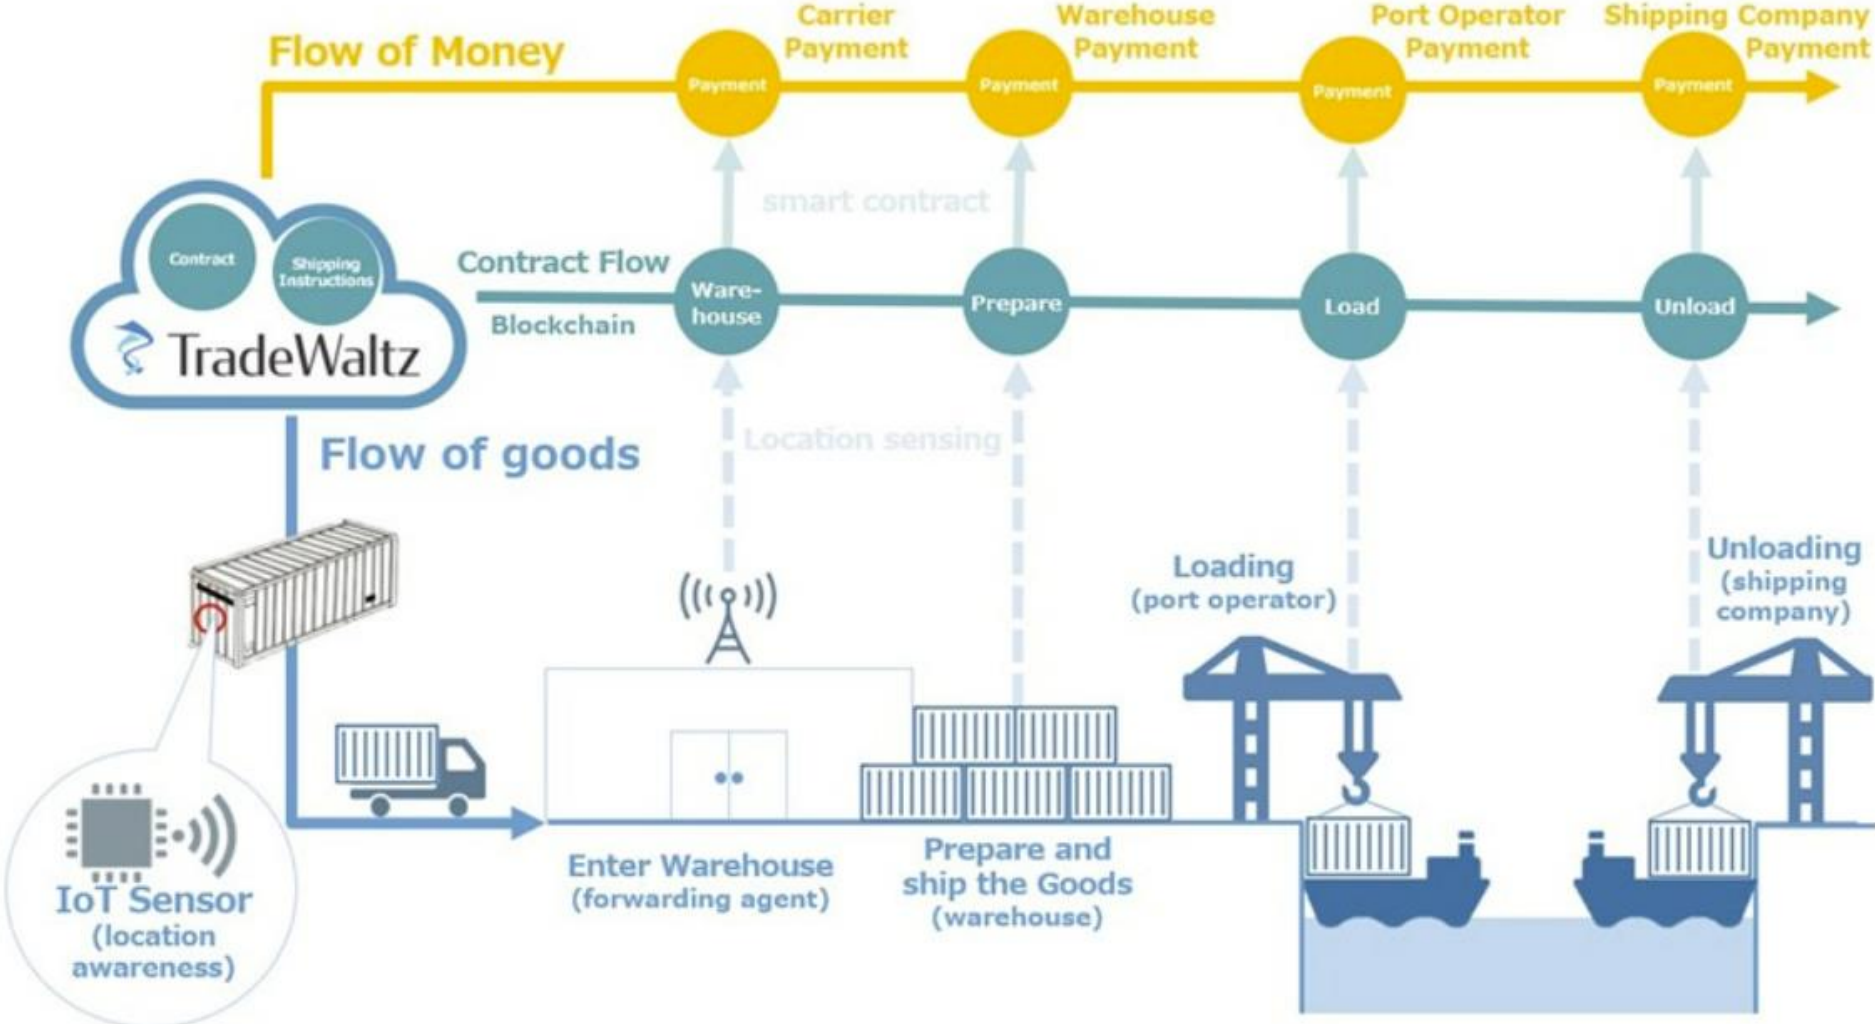 Flow of Money
Carrier
Payment
Warehouse
Payment
Port Operator
Payment
Shipping Company
Payment
Payment
Payment
Payment
Payment
smart contract
Contract
Shipping
Instructions
TradeWaltz
Contract Flow
Blockchain
Ware-
house
Prepare
Load
Unload
Location sensing
Flow of goods
IoT Sensor
(location
awareness)
Enter Warehouse
(forwarding agent)
Prepare and
ship the Goods
(warehouse)
Loading
(port operator)
Unloading
(shipping
company)